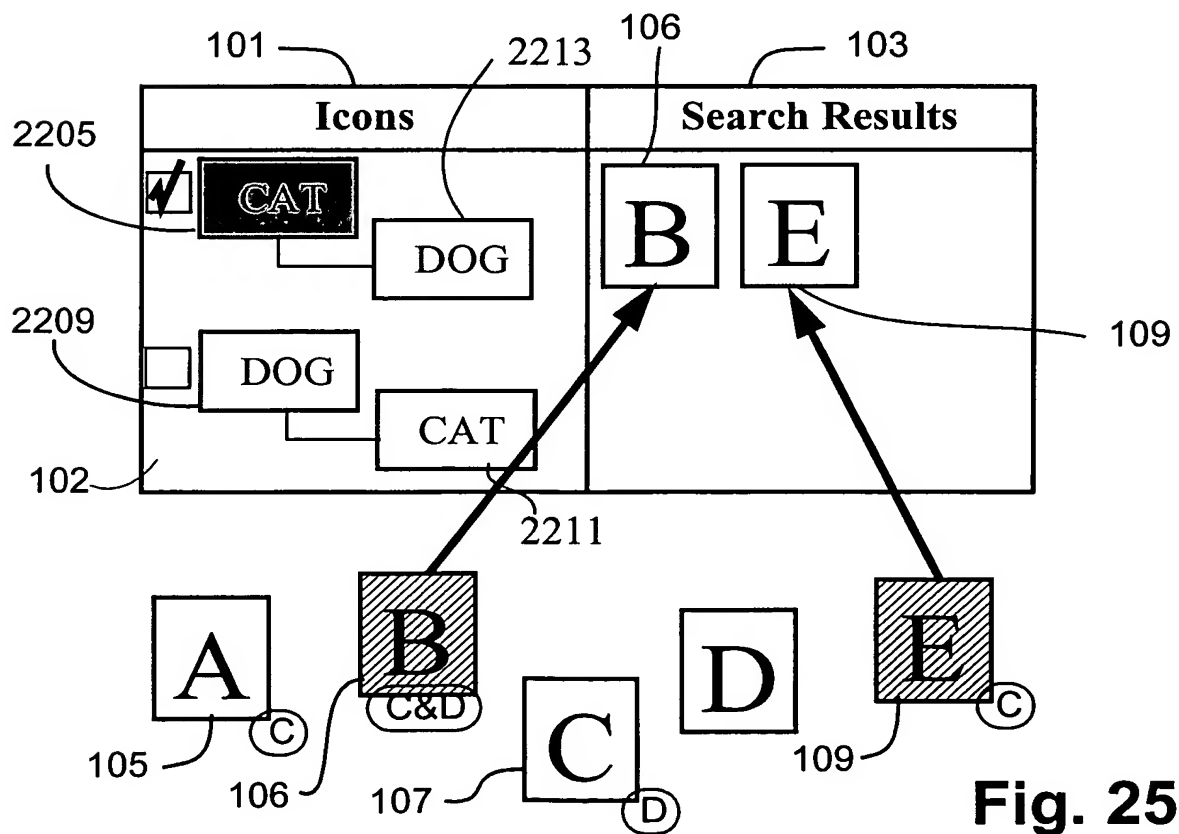 101 2213 106 103
Icons Search Results
2205
CAT B E
DOG
2209 109
DOG
CAT
102
2211
A B D E
C C&D C C
105 109
106 107 D
Fig. 25